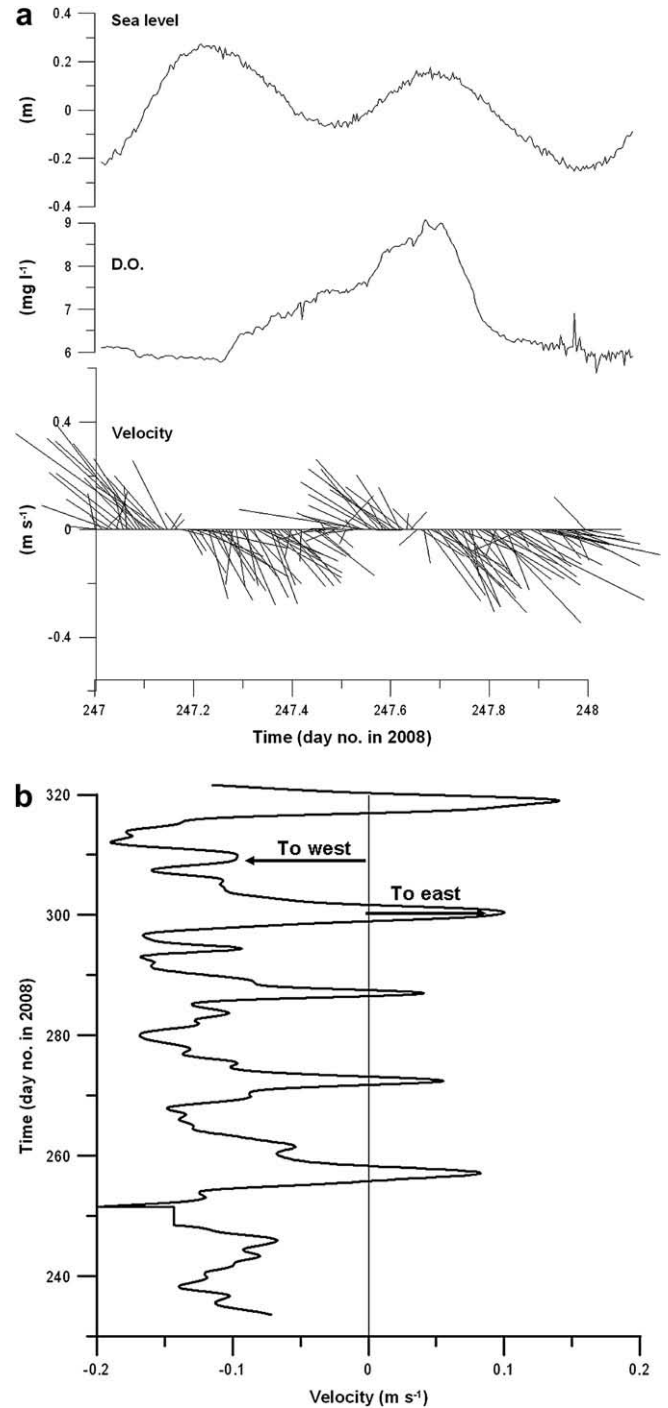 a
Sea level
0.4
0.2
0
-0.2
-0.4
(m)
D.O.
9
8
7
6
(mg l⁻¹)
Velocity
0.4
0
-0.4
(m s⁻¹)
247 247.2 247.4 247.6 247.8 248
Time (day no. in 2008)
b
320
300
280
260
240
Time (day no. in 2008)
To west
To east
-0.2 -0.1 0 0.1 0.2
Velocity (m s⁻¹)